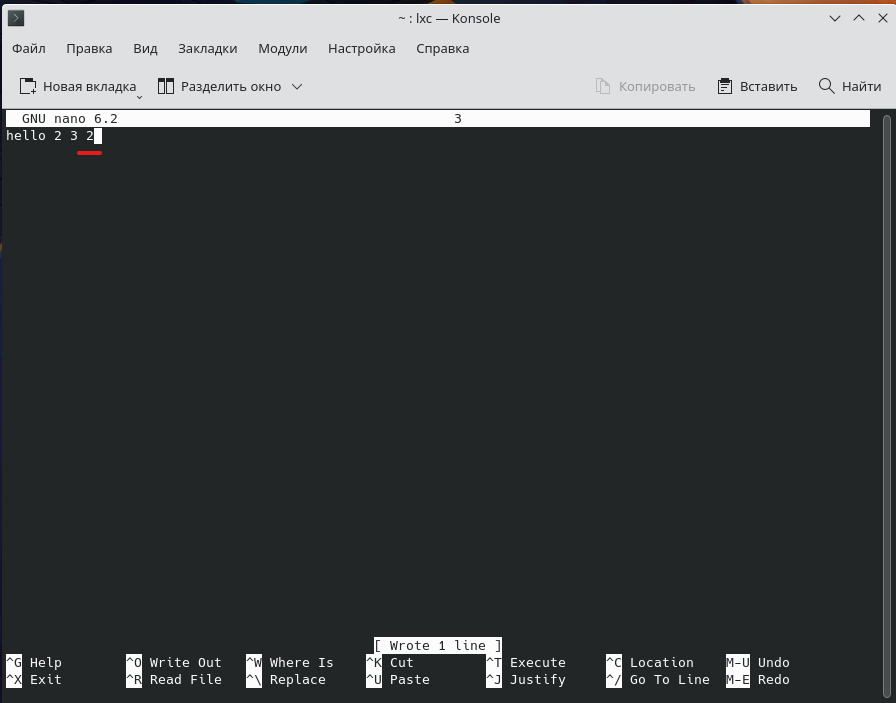 ~ : lxc — Konsole
Файл Правка Вид Закладки Модули Настройка Справка
Новая вкладка Разделить окно Копировать Вставить Найти
GNU nano 6.2 3
hello 2 3 2
[ Wrote 1 line ]
^G Help ^O Write Out ^W Where Is ^K Cut ^T Execute ^C Location M-U Undo
^X Exit ^R Read File ^\ Replace ^U Paste ^J Justify ^/ Go To Line M-E Redo